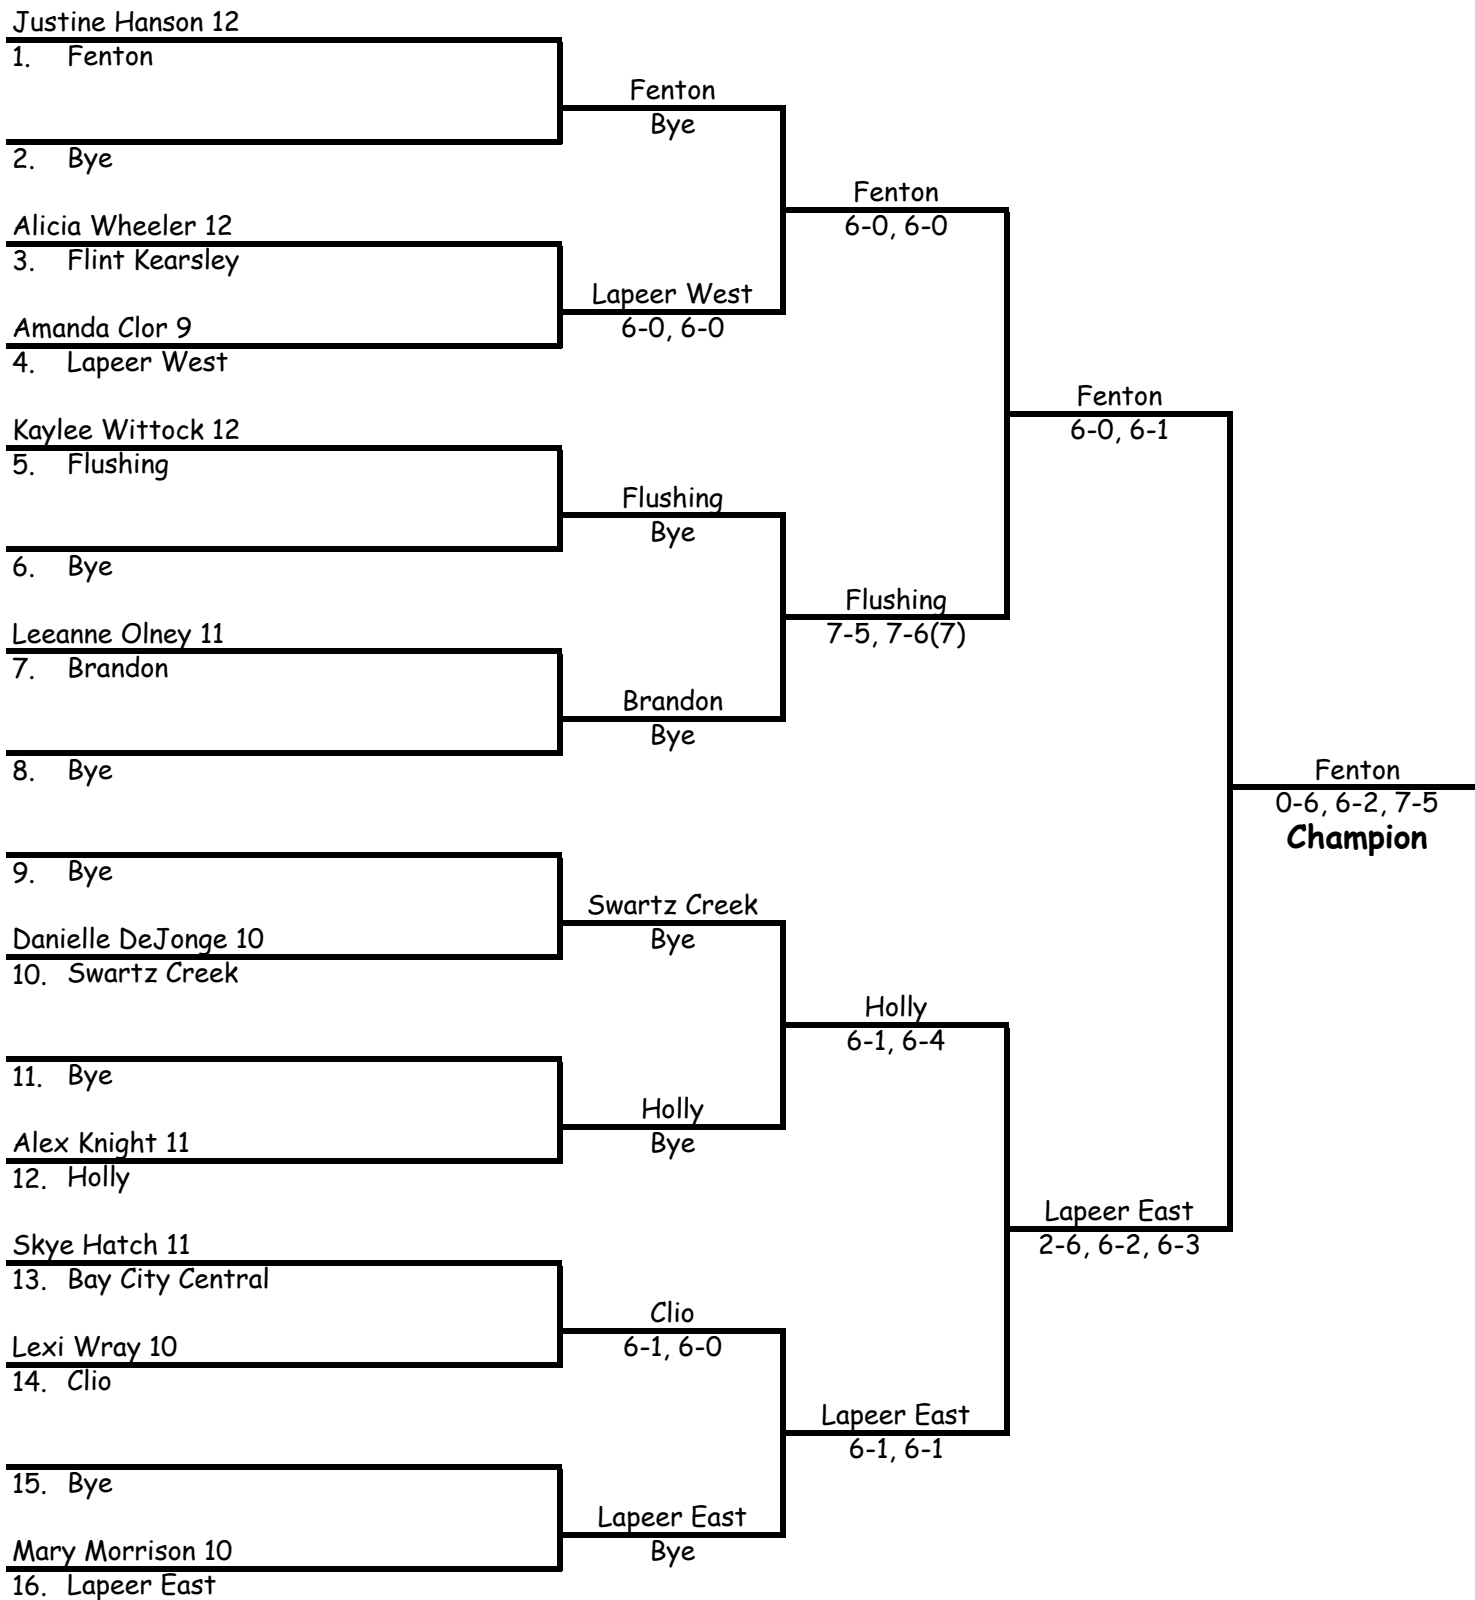 Justine Hanson 12
1. Fenton
Fenton
Bye
2. Bye
Fenton
6-0, 6-0
Alicia Wheeler 12
3. Flint Kearsley
Lapeer West
6-0, 6-0
Amanda Clor 9
4. Lapeer West
Fenton
6-0, 6-1
Kaylee Wittock 12
5. Flushing
Flushing
Bye
6. Bye
Flushing
7-5, 7-6(7)
Leeanne Olney 11
7. Brandon
Brandon
Bye
8. Bye
Fenton
0-6, 6-2, 7-5
Champion
9. Bye
Swartz Creek
Bye
Danielle DeJonge 10
10. Swartz Creek
Holly
6-1, 6-4
11. Bye
Holly
Bye
Alex Knight 11
12. Holly
Lapeer East
2-6, 6-2, 6-3
Skye Hatch 11
13. Bay City Central
Clio
6-1, 6-0
Lexi Wray 10
14. Clio
Lapeer East
6-1, 6-1
15. Bye
Lapeer East
Bye
Mary Morrison 10
16. Lapeer East